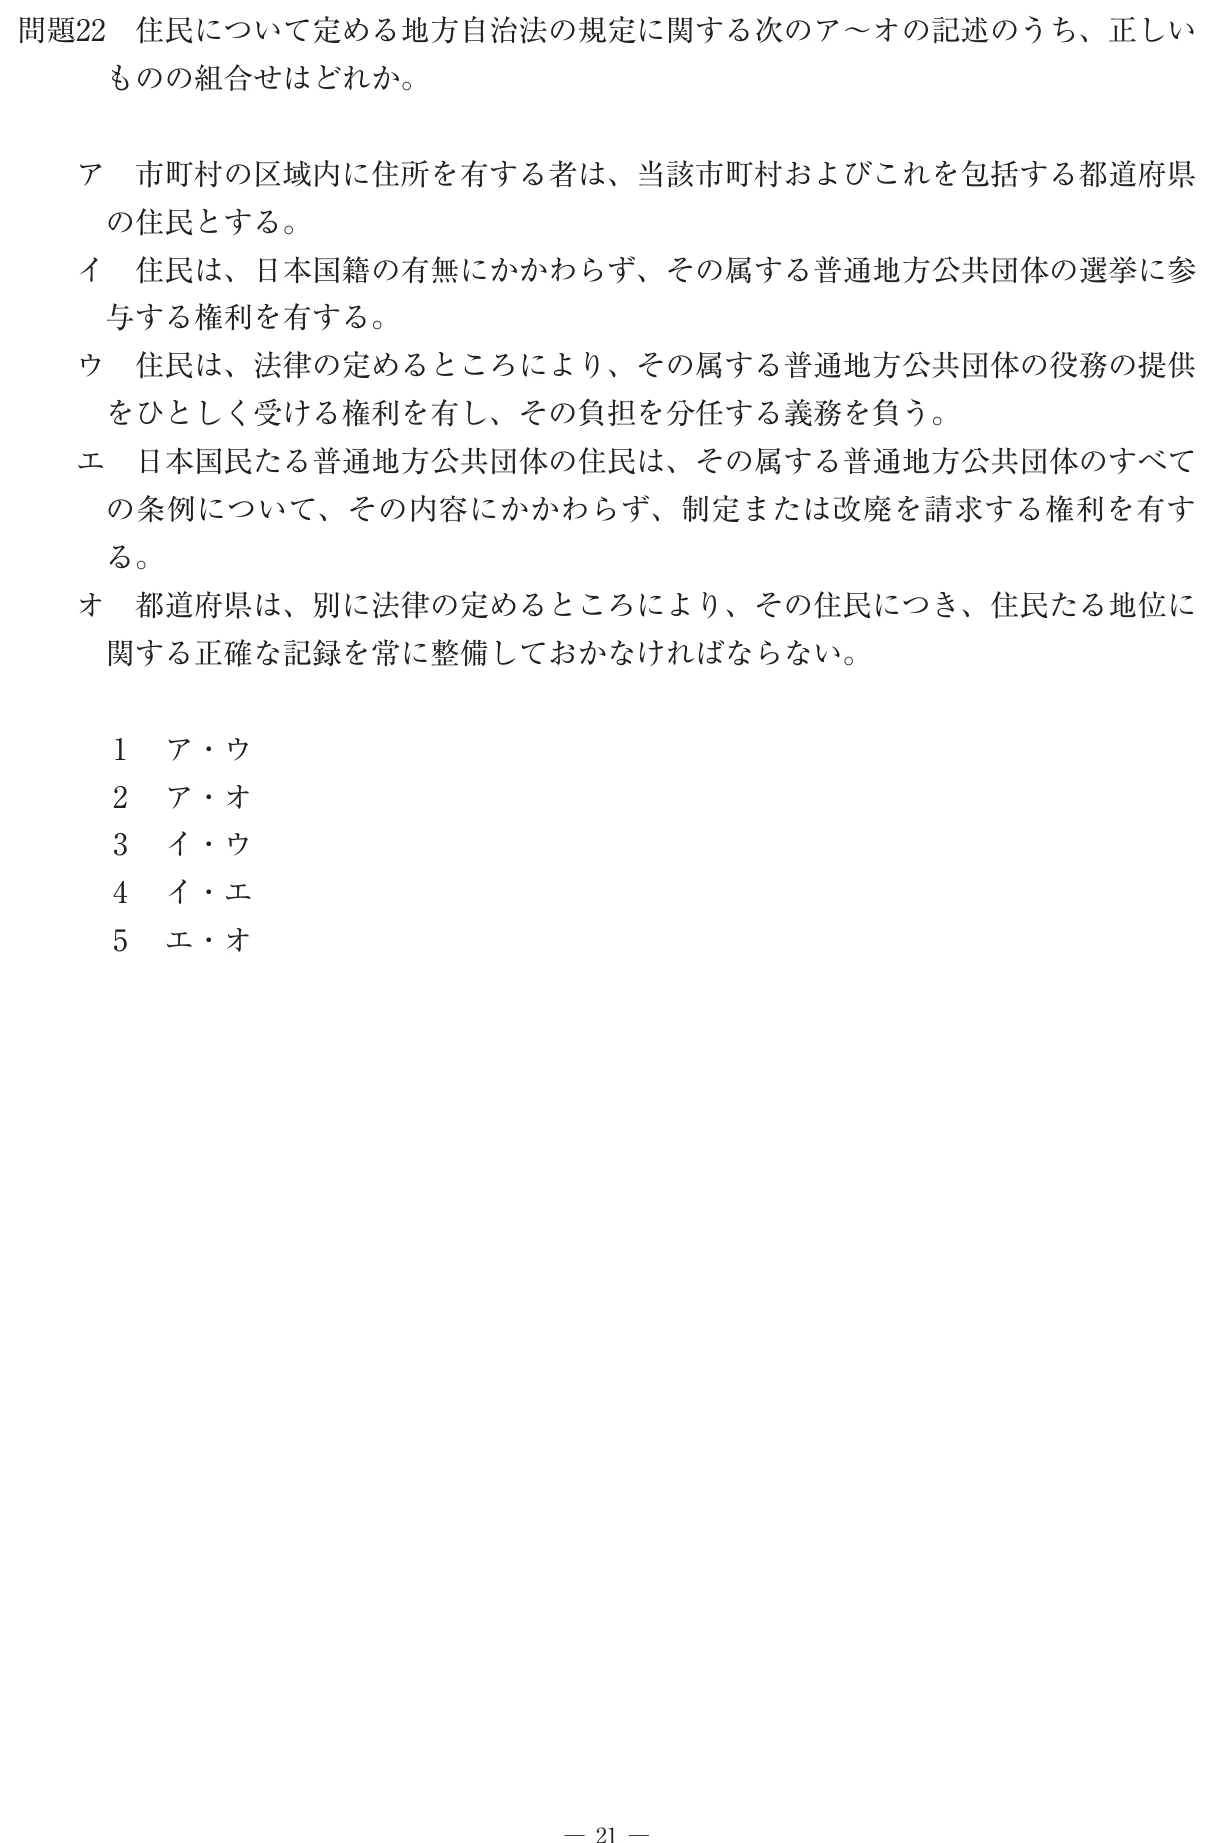 問題22　住民について定める地方自治法の規定に関する次のア～オの記述のうち、正しい
ものの組合せはどれか。
ア　市町村の区域内に住所を有する者は、当該市町村およびこれを包括する都道府県
の住民とする。
イ　住民は、日本国籍の有無にかかわらず、その属する普通地方公共団体の選挙に参
与する権利を有する。
ウ　住民は、法律の定めるところにより、その属する普通地方公共団体の役務の提供
をひとしく受ける権利を有し、その負担を分任する義務を負う。
エ　日本国民たる普通地方公共団体の住民は、その属する普通地方公共団体のすべて
の条例について、その内容にかかわらず、制定または改廃を請求する権利を有す
る。
オ　都道府県は、別に法律の定めるところにより、その住民につき、住民たる地位に
関する正確な記録を常に整備しておかなければならない。
1　ア・ウ
2　ア・オ
3　イ・ウ
4　イ・エ
5　エ・オ
― 21 ―